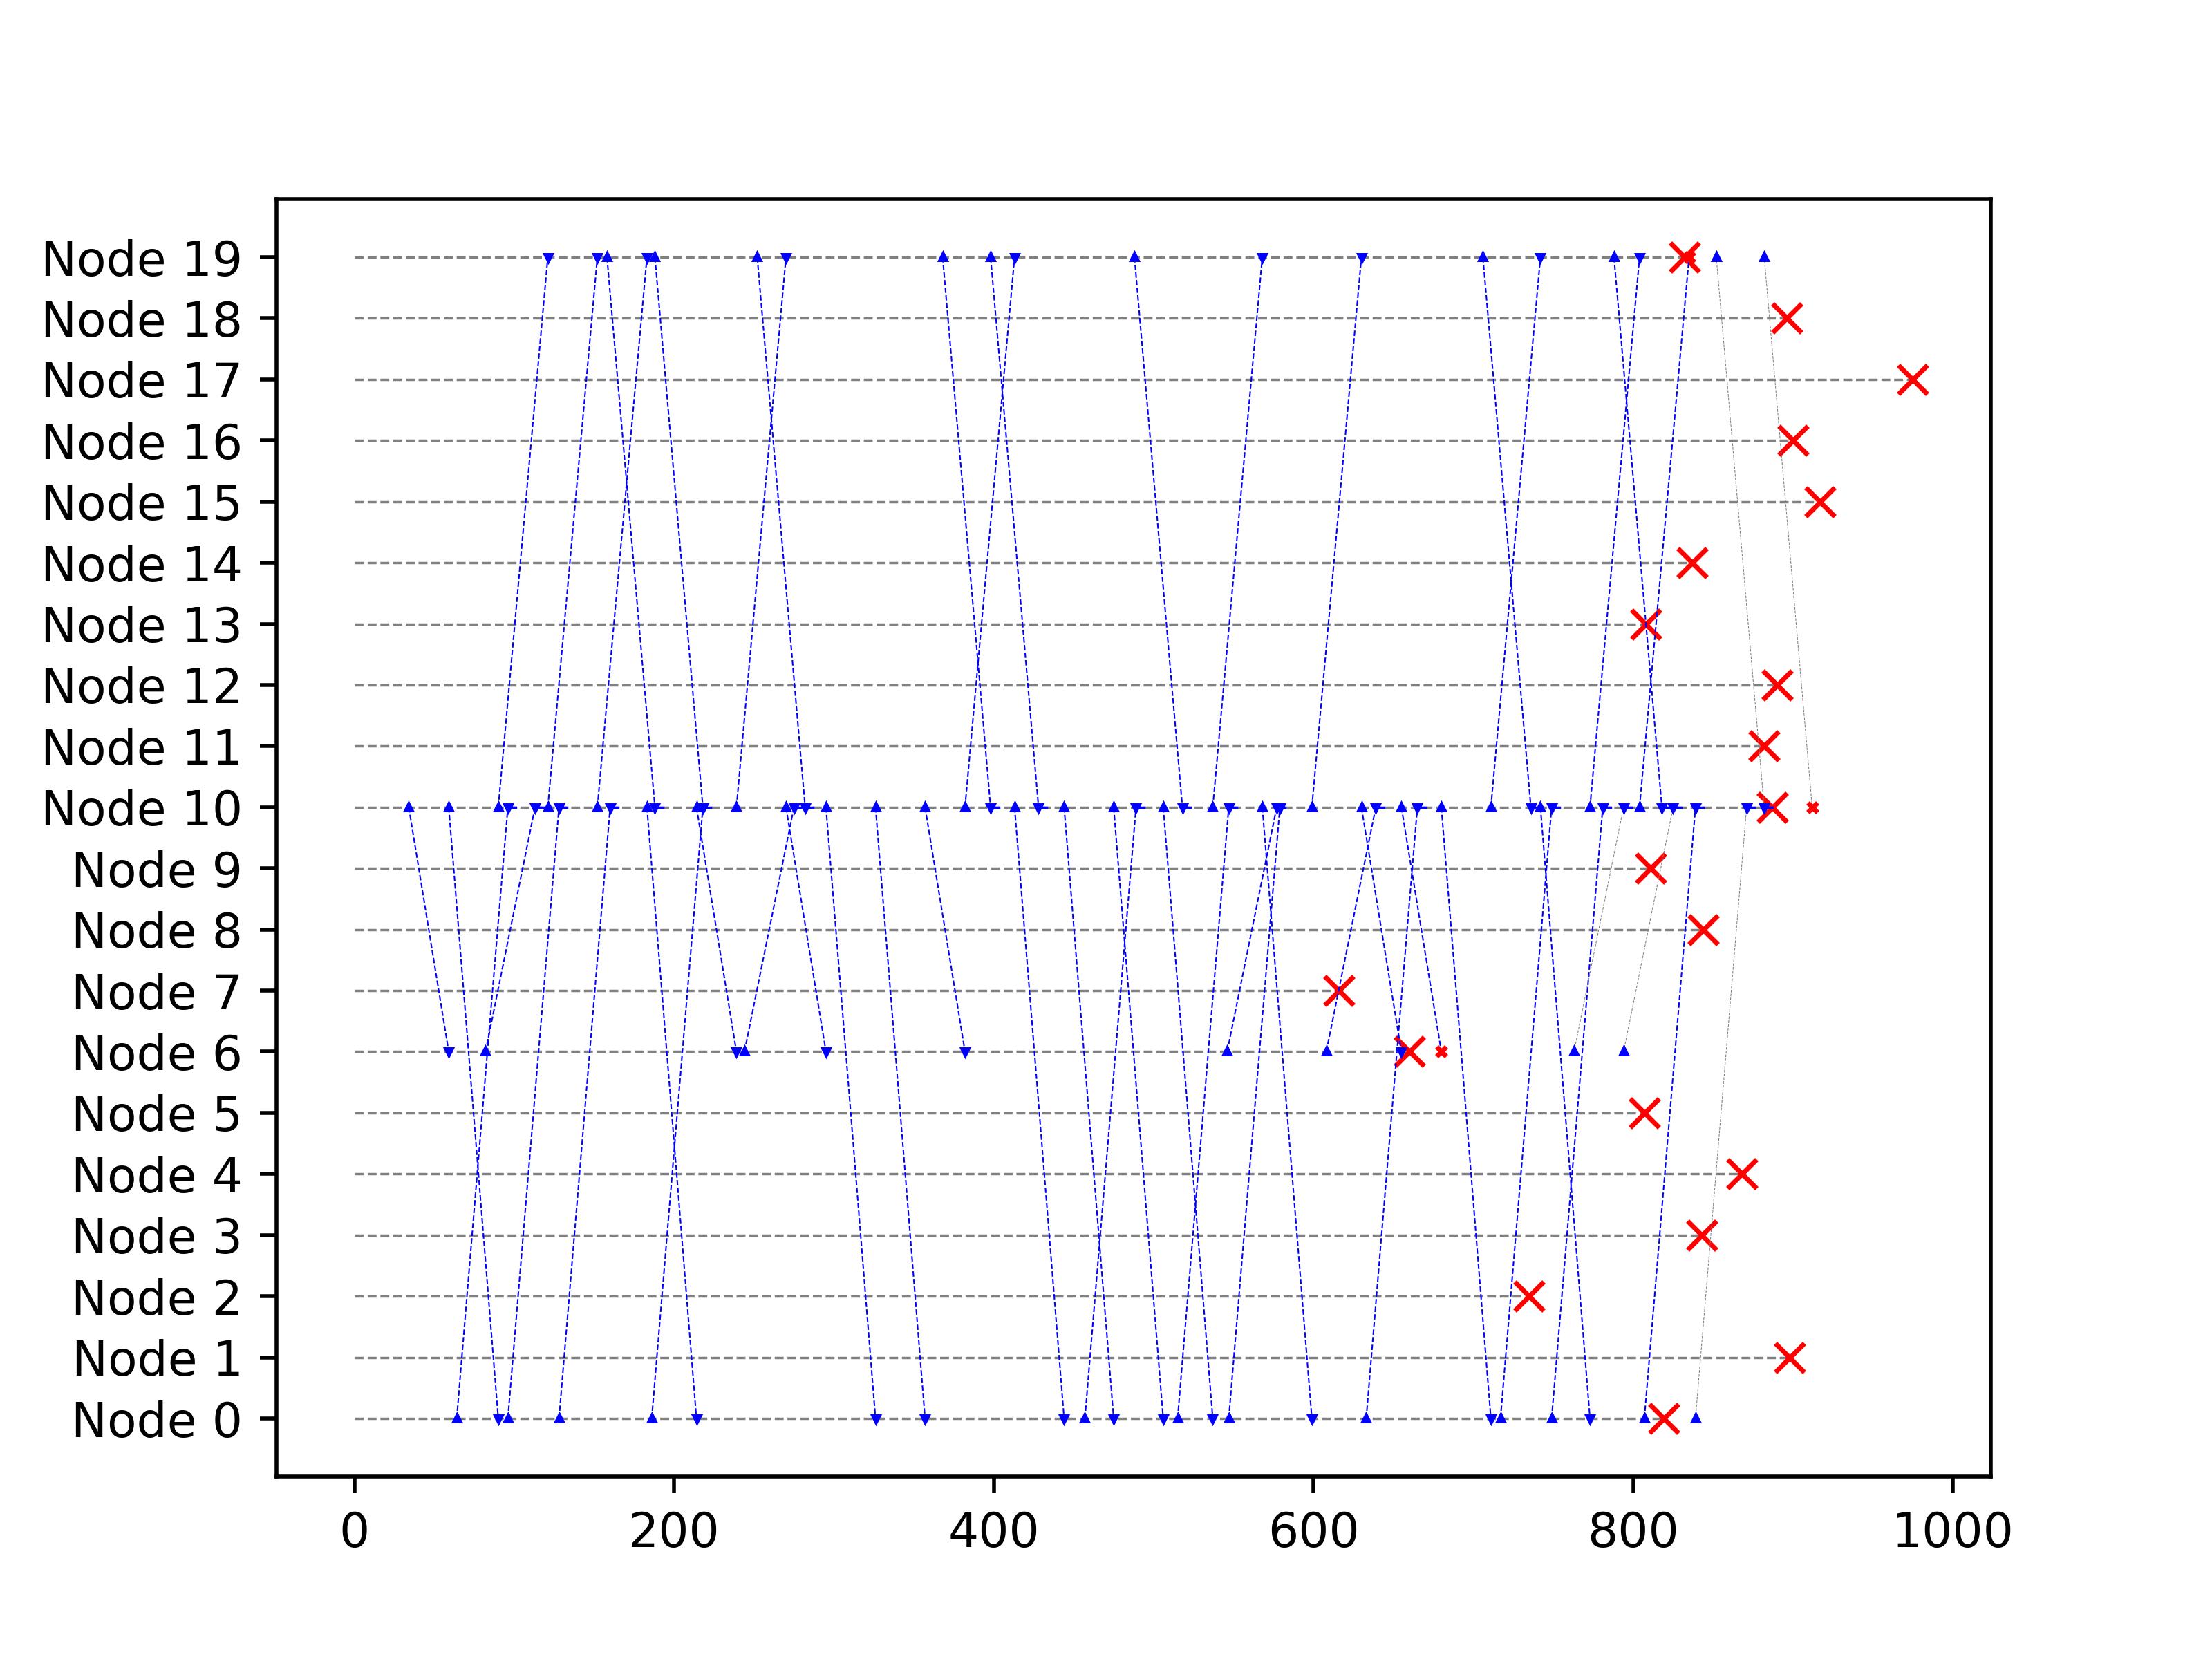 Node 19
Node 18
Node 17
Node 16
Node 15
Node 14
Node 13
Node 12
Node 11
Node 10
Node 9
Node 8
Node 7
Node 6
Node 5
Node 4
Node 3
Node 2
Node 1
Node 0
0 200 400 600 800 1000